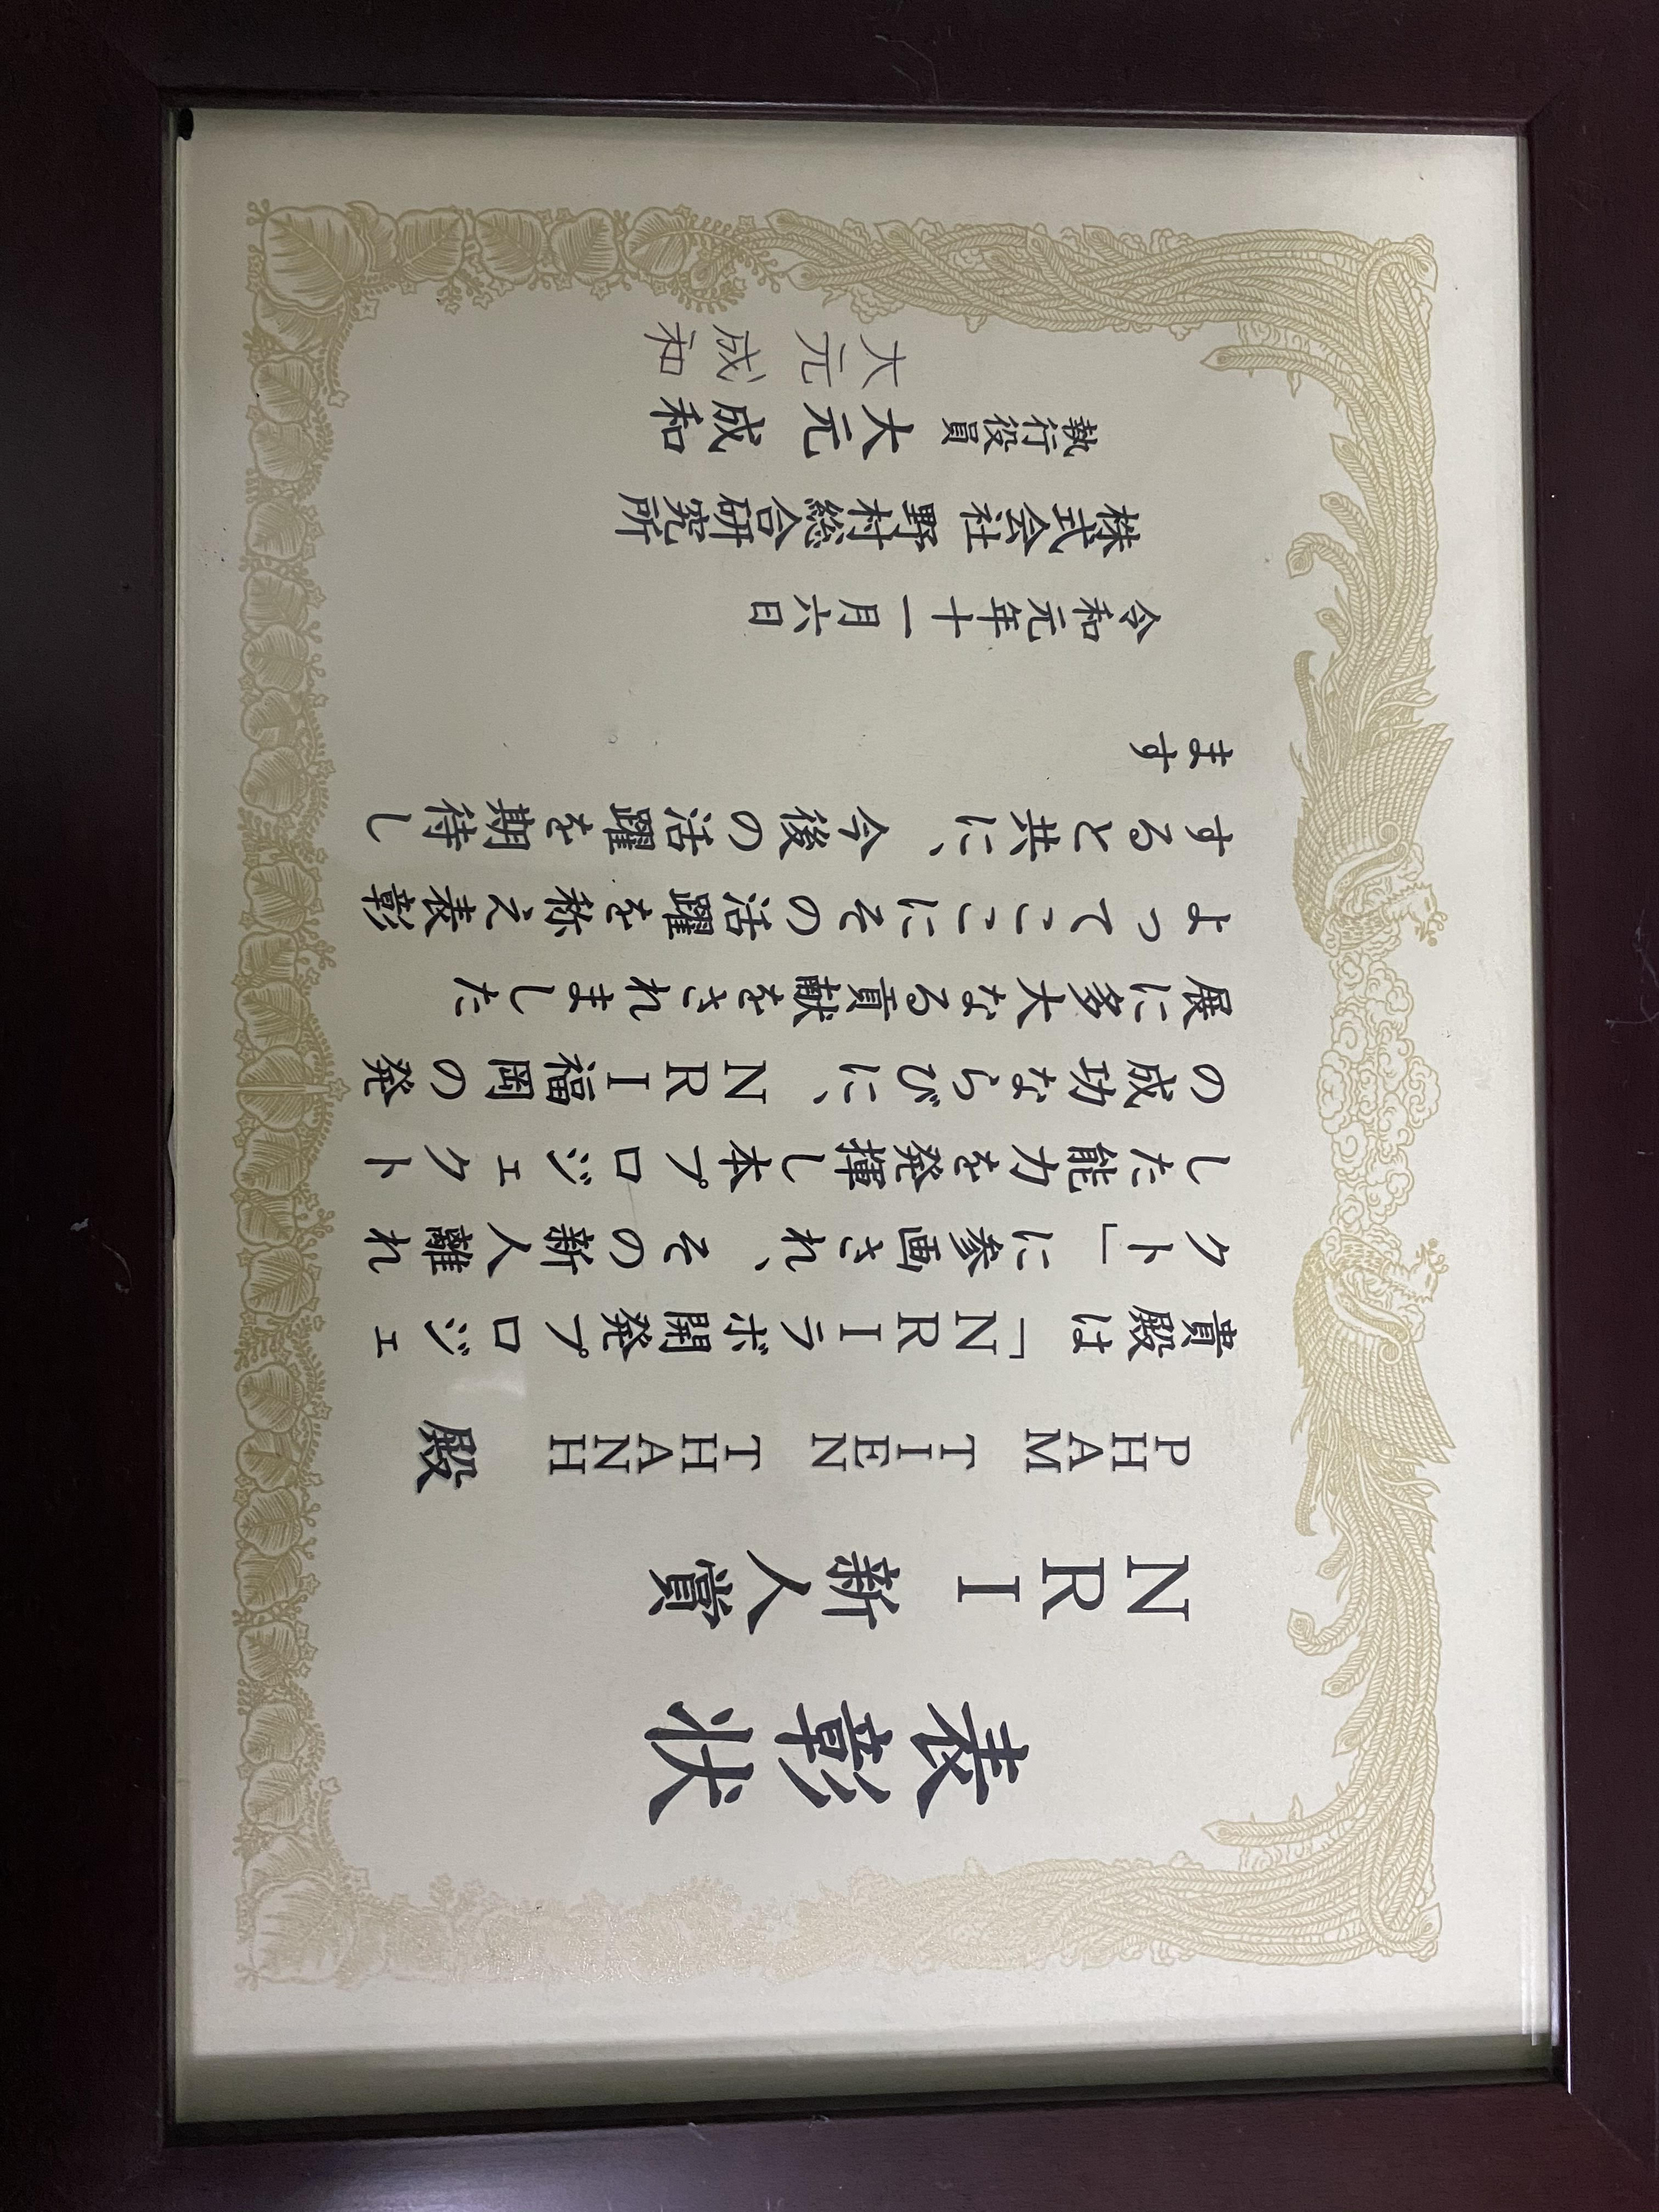 表彰状
NRI 新人賞
PHAM TIEN THANH 殿
貴殿は「NRIラボ開発プロジェ
クト」に参画され、その新人離れ
した能力を発揮し本プロジェクト
の成功ならびに、NRI福岡の発
展に多大なる貢献をされました
よってここにその活躍を称え表彰
すると共に、今後の活躍を期待し
ます
令和元年十一月六日
株式会社 野村総合研究所
執行役員 大元 成和
大元 成和